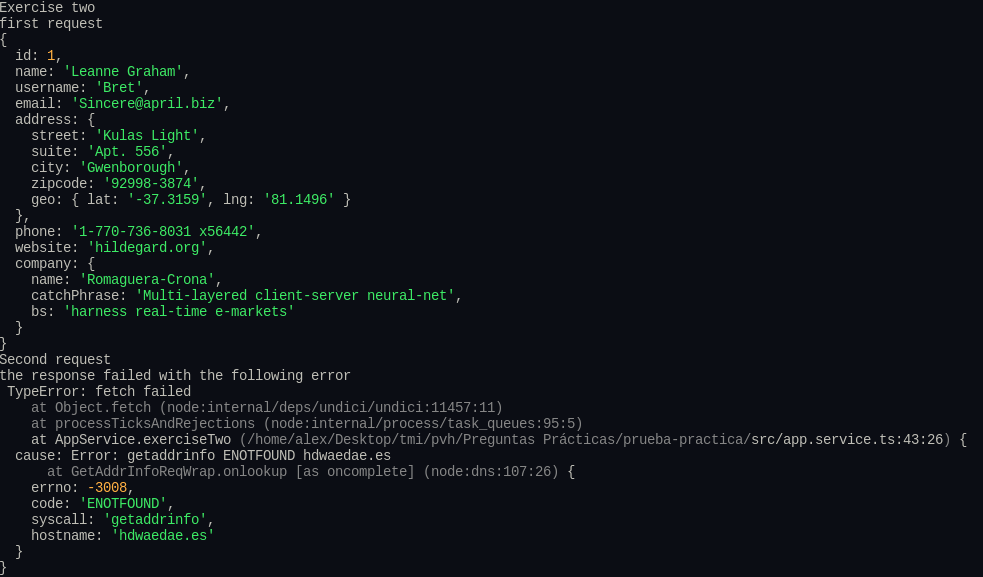 Exercise two
first request
{
  id: 1,
  name: 'Leanne Graham',
  username: 'Bret',
  email: 'Sincere@april.biz',
  address: {
    street: 'Kulas Light',
    suite: 'Apt. 556',
    city: 'Gwenborough',
    zipcode: '92998-3874',
    geo: { lat: '-37.3159', lng: '81.1496' }
  },
  phone: '1-770-736-8031 x56442',
  website: 'hildegard.org',
  company: {
    name: 'Romaguera-Crona',
    catchPhrase: 'Multi-layered client-server neural-net',
    bs: 'harness real-time e-markets'
  }
}
Second request
the response failed with the following error
 TypeError: fetch failed
    at Object.fetch (node:internal/deps/undici/undici:11457:11)
    at processTicksAndRejections (node:internal/process/task_queues:95:5)
    at AppService.exerciseTwo (/home/alex/Desktop/tmi/pvh/Preguntas Prácticas/prueba-practica/src/app.service.ts:43:26) {
  cause: Error: getaddrinfo ENOTFOUND hdwaedae.es
      at GetAddrInfoReqWrap.onlookup [as oncomplete] (node:dns:107:26) {
    errno: -3008,
    code: 'ENOTFOUND',
    syscall: 'getaddrinfo',
    hostname: 'hdwaedae.es'
  }
}